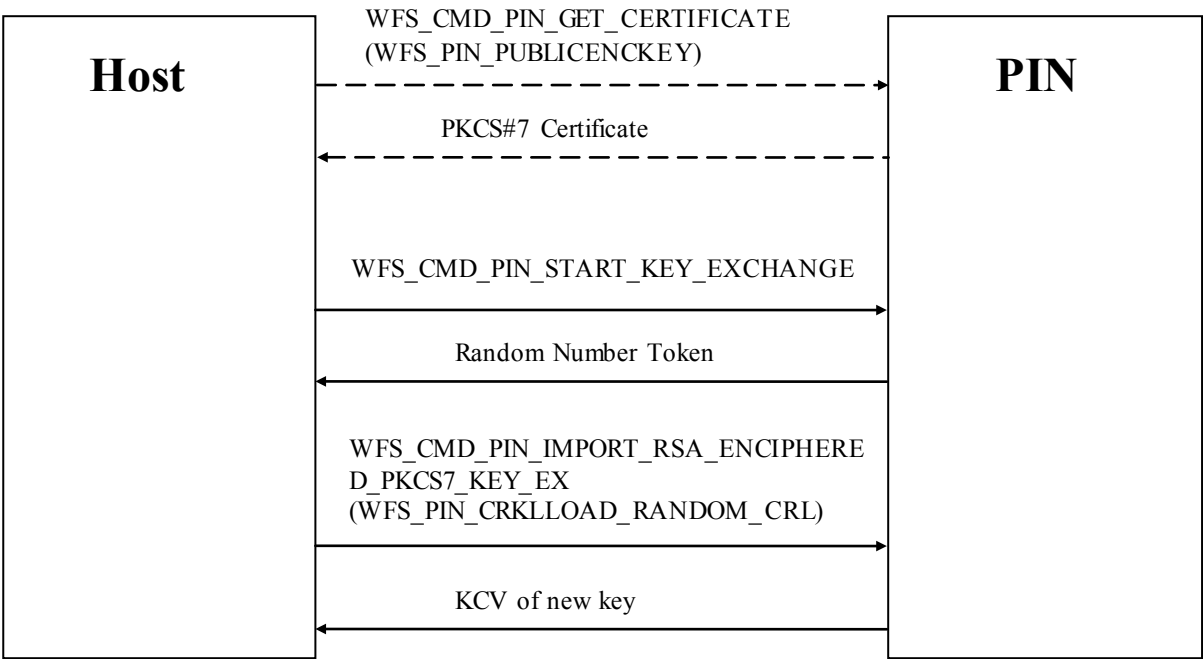 WFS_CMD_PIN_GET_CERTIFICATE
(WFS_PIN_PUBLICENCKEY)
Host
PIN
PKCS#7 Certificate
WFS_CMD_PIN_START_KEY_EXCHANGE
Random Number Token
WFS_CMD_PIN_IMPORT_RSA_ENCIPHERE
D_PKCS7_KEY_EX
(WFS_PIN_CRKLLOAD_RANDOM_CRL)
KCV of new key